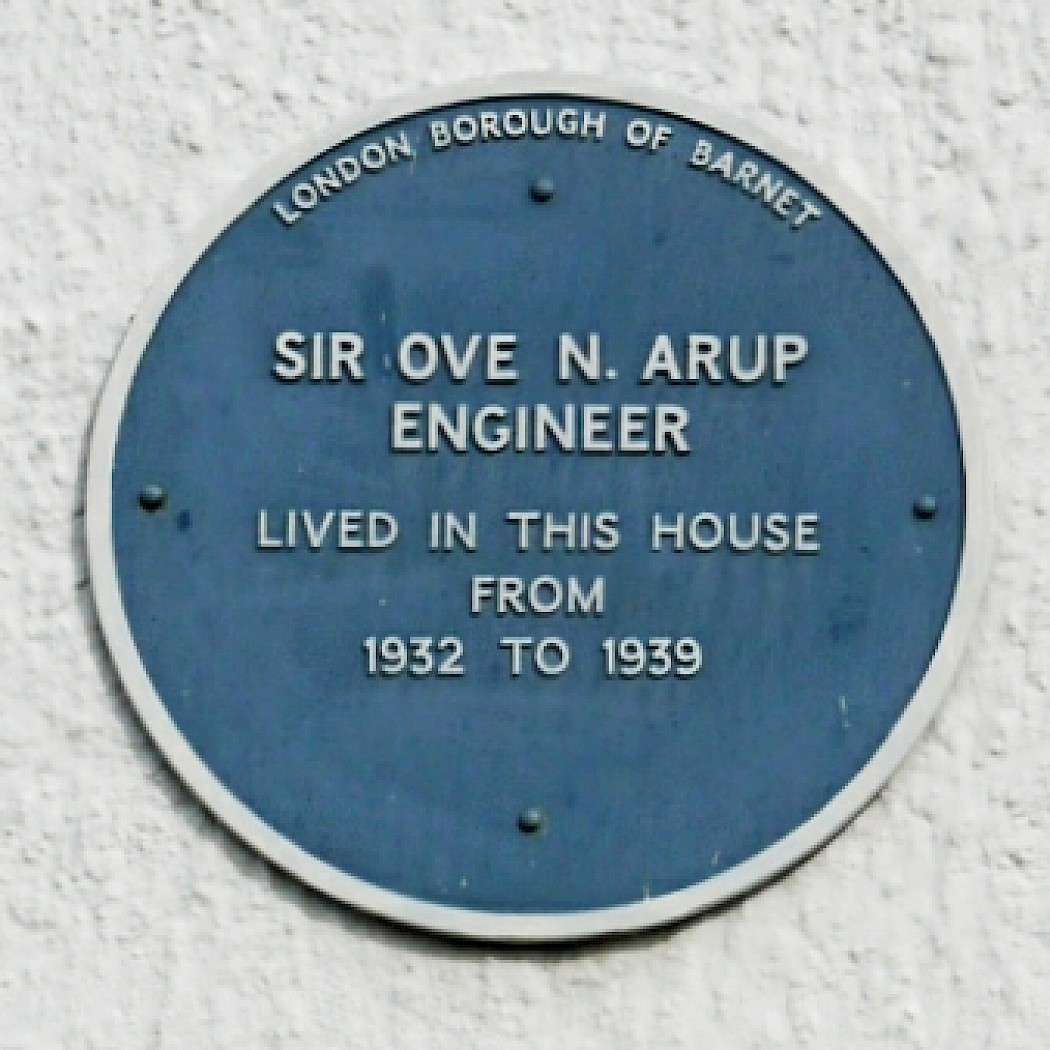 LONDON BOROUGH OF BARNET
SIR OVE N. ARUP
ENGINEER
LIVED IN THIS HOUSE
FROM
1932 TO 1939